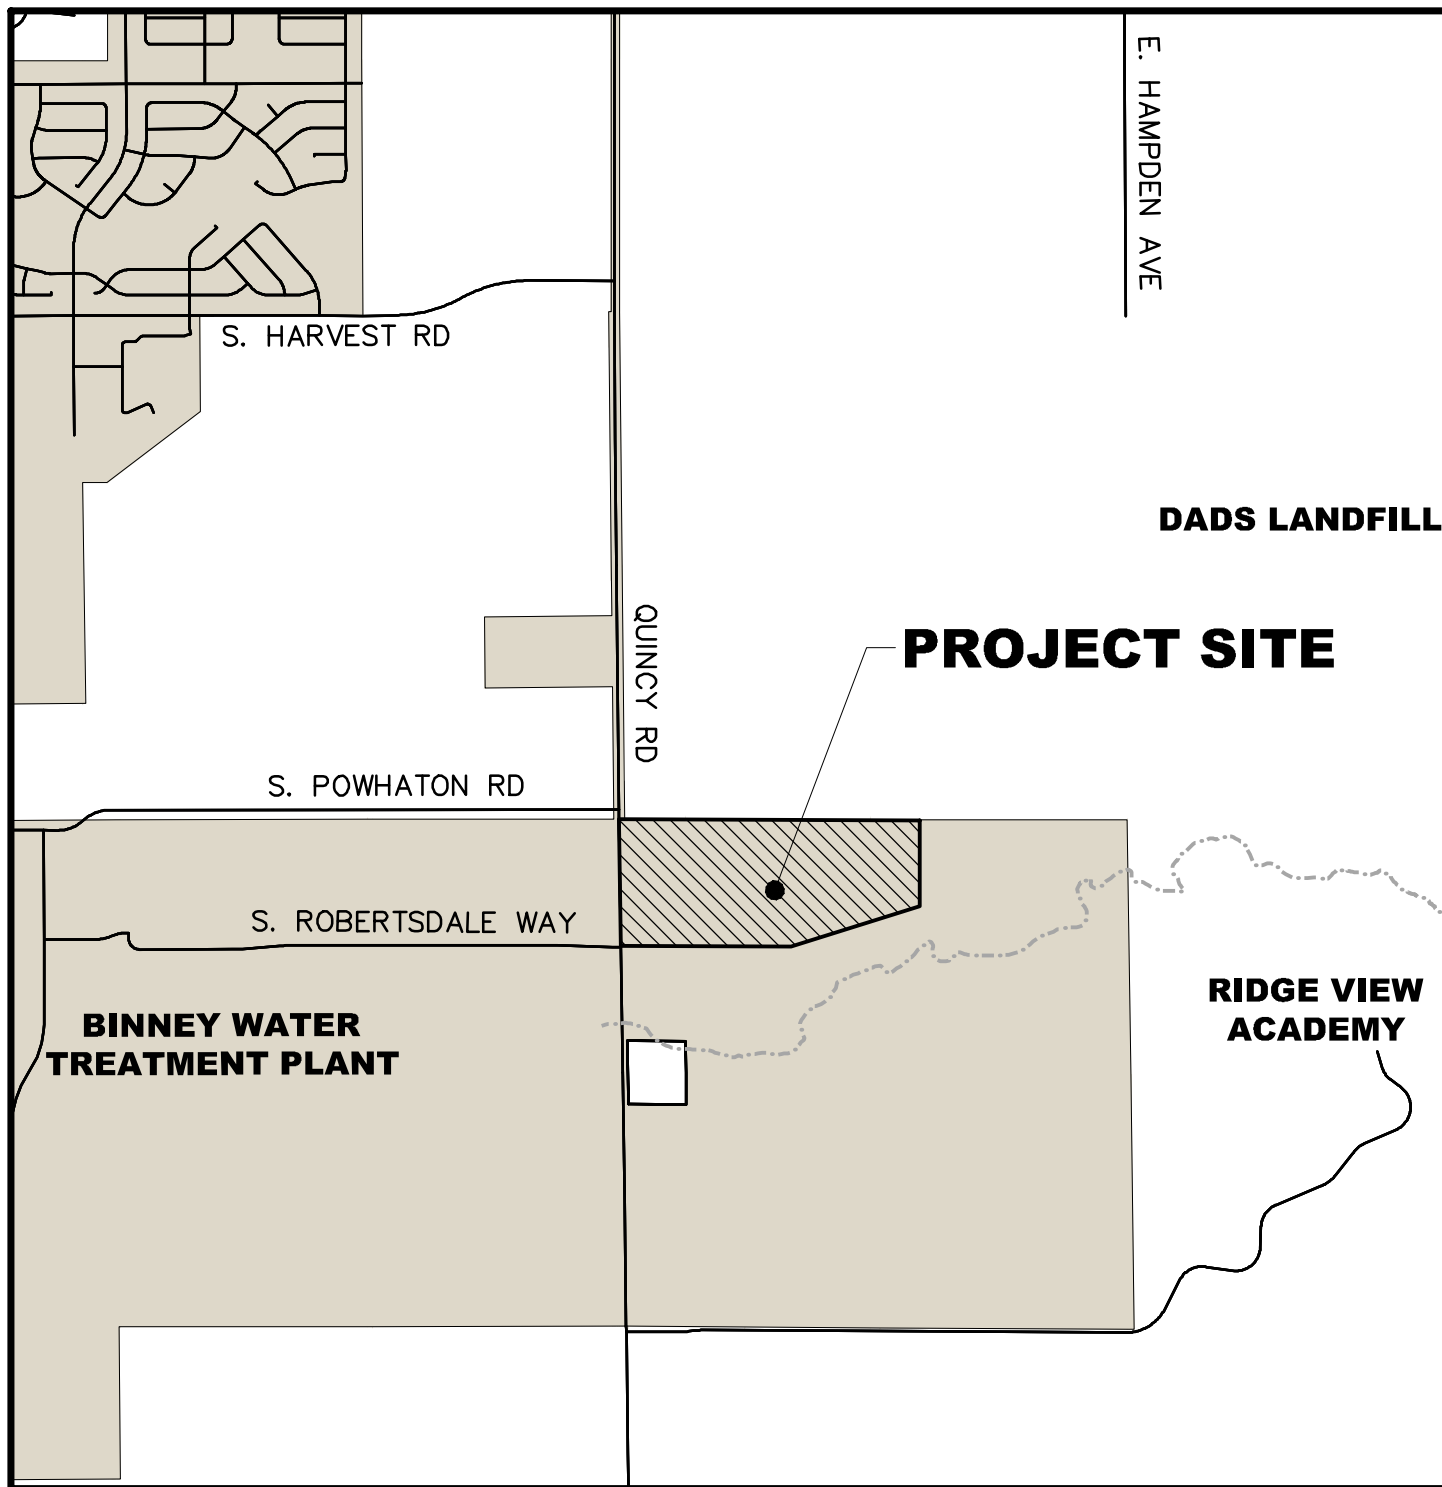 E. HAMPDEN AVE
S. HARVEST RD
DADS LANDFILL
QUINCY RD
PROJECT SITE
S. POWHATON RD
S. ROBERTSDALE WAY
RIDGE VIEW
ACADEMY
BINNEY WATER
TREATMENT PLANT